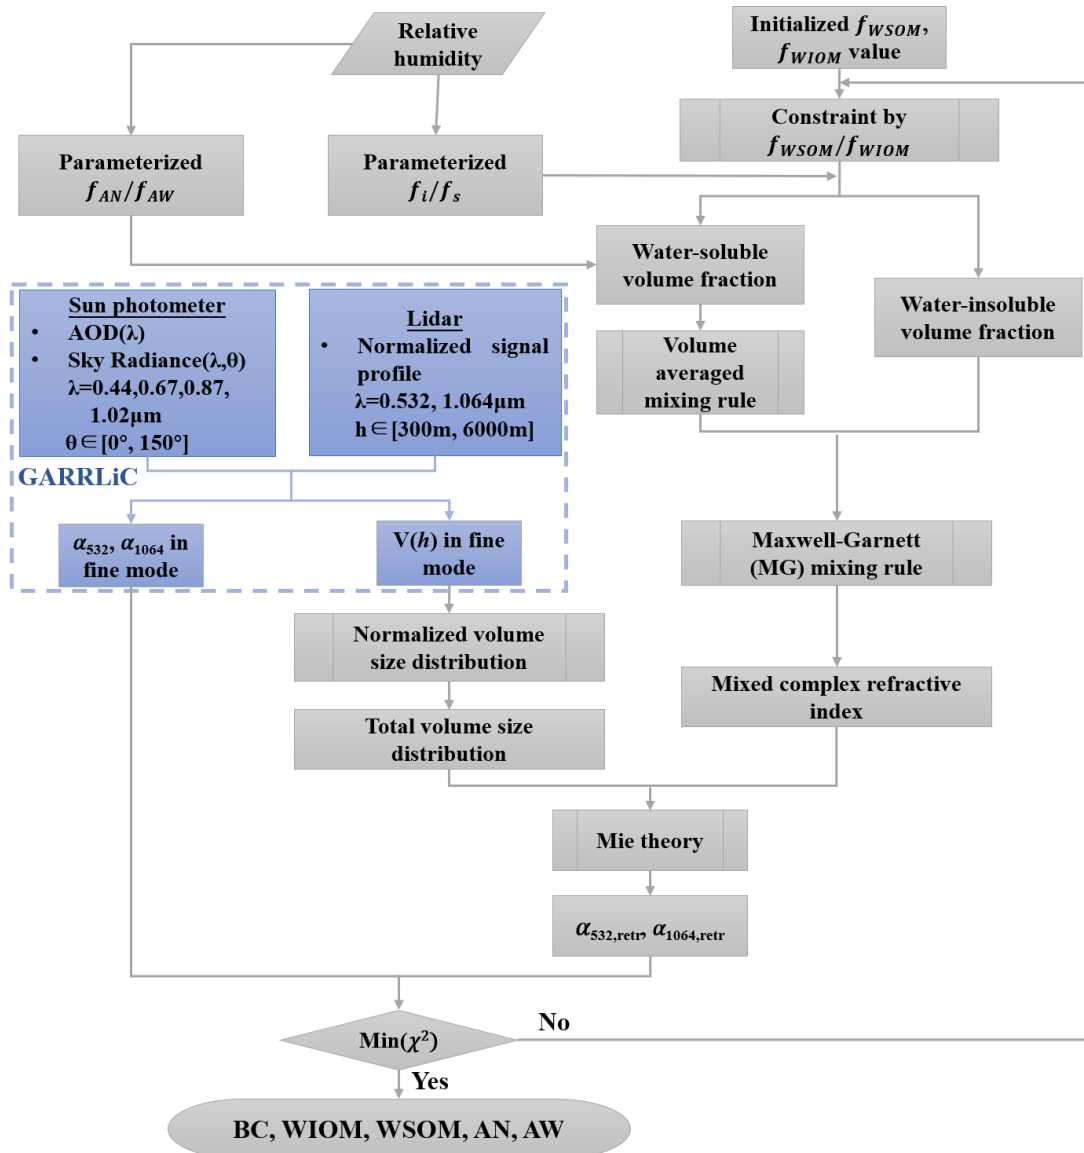 Relative
humidity
Initialized f_WSOM,
f_WIOM value
Constraint by
f_WSOM/f_WIOM
Parameterized
f_AN/f_AW
Parameterized
f_i/f_s
Water-soluble
volume fraction
Water-insoluble
volume fraction
Sun photometer
• AOD(λ)
• Sky Radiance(λ,θ)
λ=0.44,0.67,0.87,
1.02μm
θ∈[0°, 150°]
Lidar
• Normalized signal
profile
λ=0.532, 1.064μm
h∈[300m, 6000m]
Volume
averaged
mixing rule
GARRLiC
α₅₃₂, α₁₀₆₄ in
fine mode
V(h) in fine
mode
Maxwell-Garnett
(MG) mixing rule
Normalized volume
size distribution
Mixed complex refractive
index
Total volume size
distribution
Mie theory
α_532,retr, α_1064,retr
Min(χ²)
No
Yes
BC, WIOM, WSOM, AN, AW